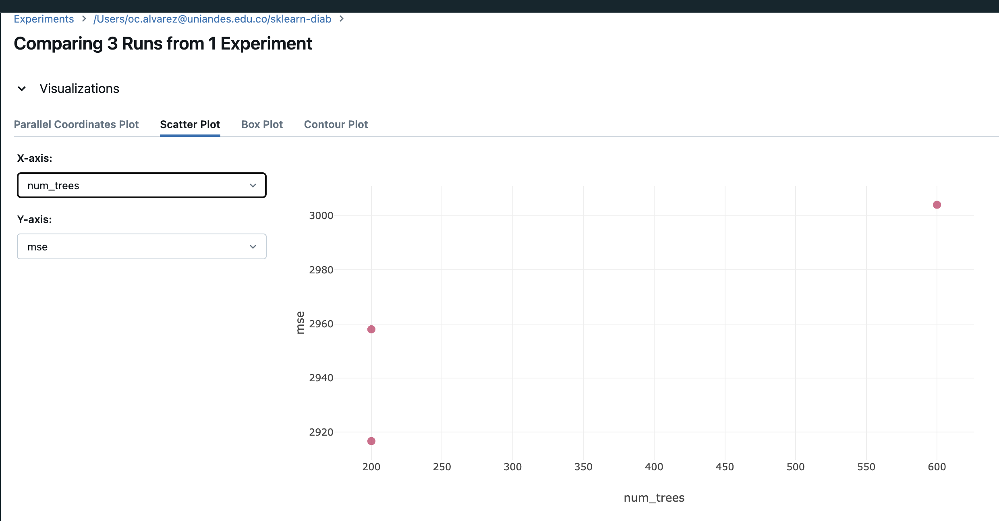 Experiments > /Users/oc.alvarez@uniandes.edu.co/sklearn-diab >
Comparing 3 Runs from 1 Experiment
Visualizations
Parallel Coordinates Plot Scatter Plot Box Plot Contour Plot
X-axis:
num_trees
Y-axis:
mse
3000
2980
2960
2940
2920
mse
200 250 300 350 400 450 500 550 600
num_trees